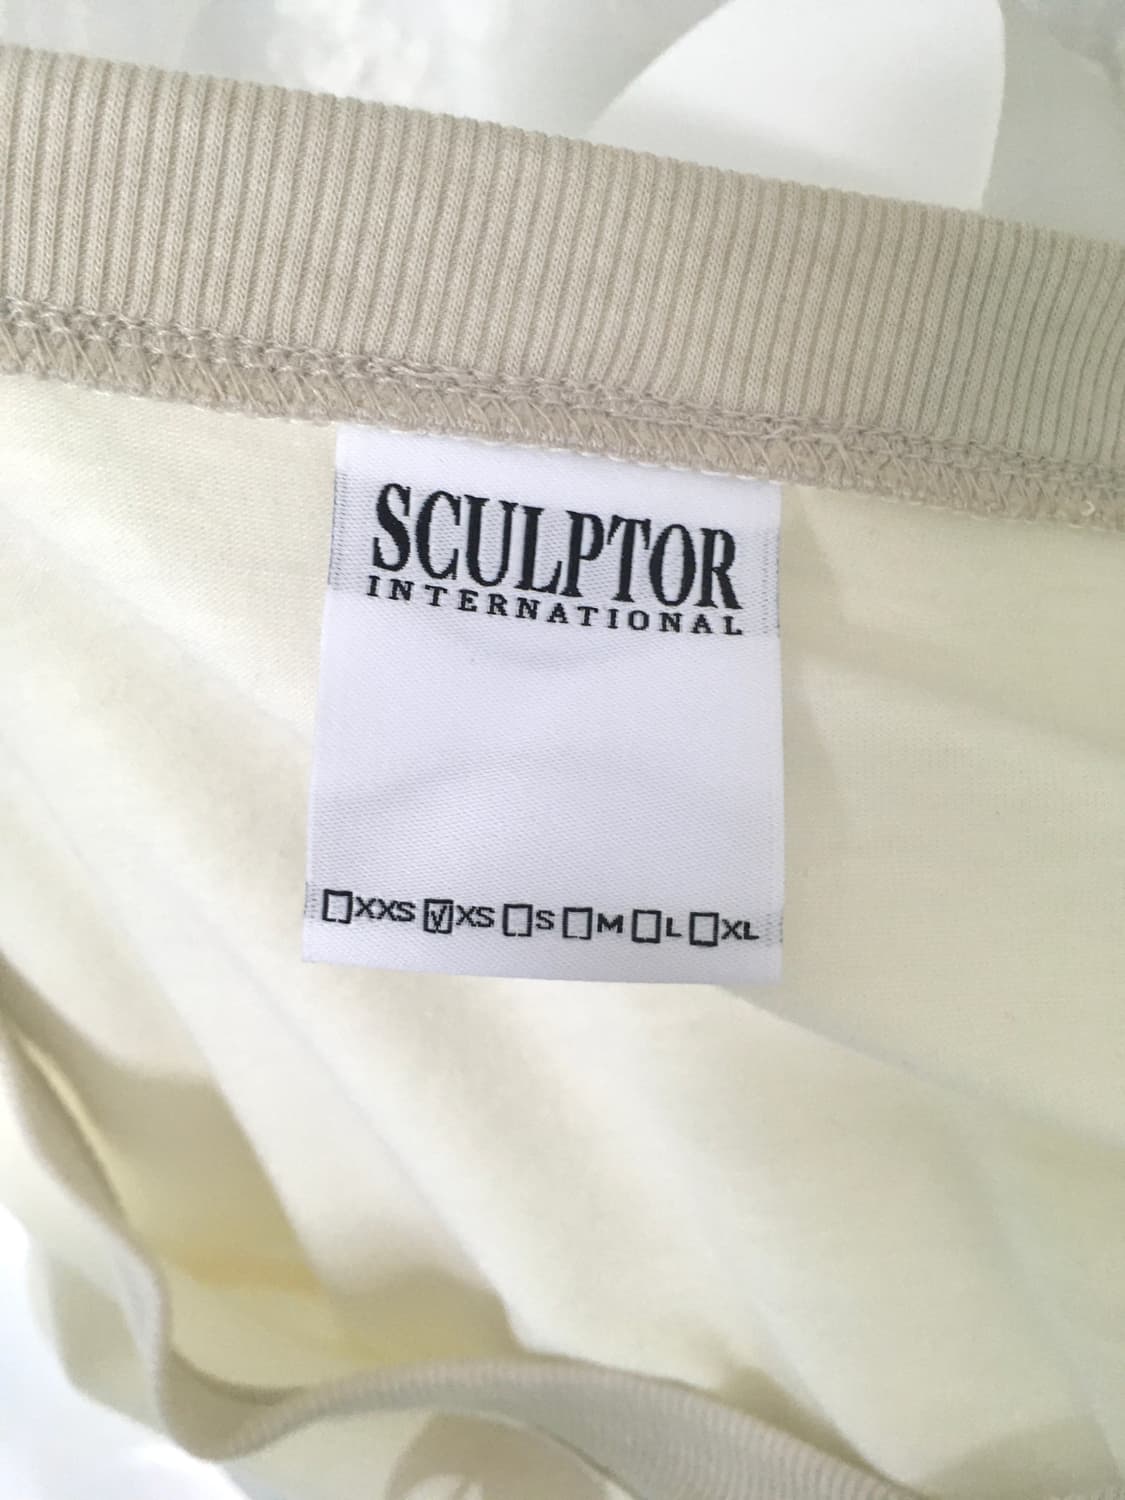 SCULPTOR
INTERNATIONAL
☐XXS ☑XS ☐S ☐M ☐L ☐XL